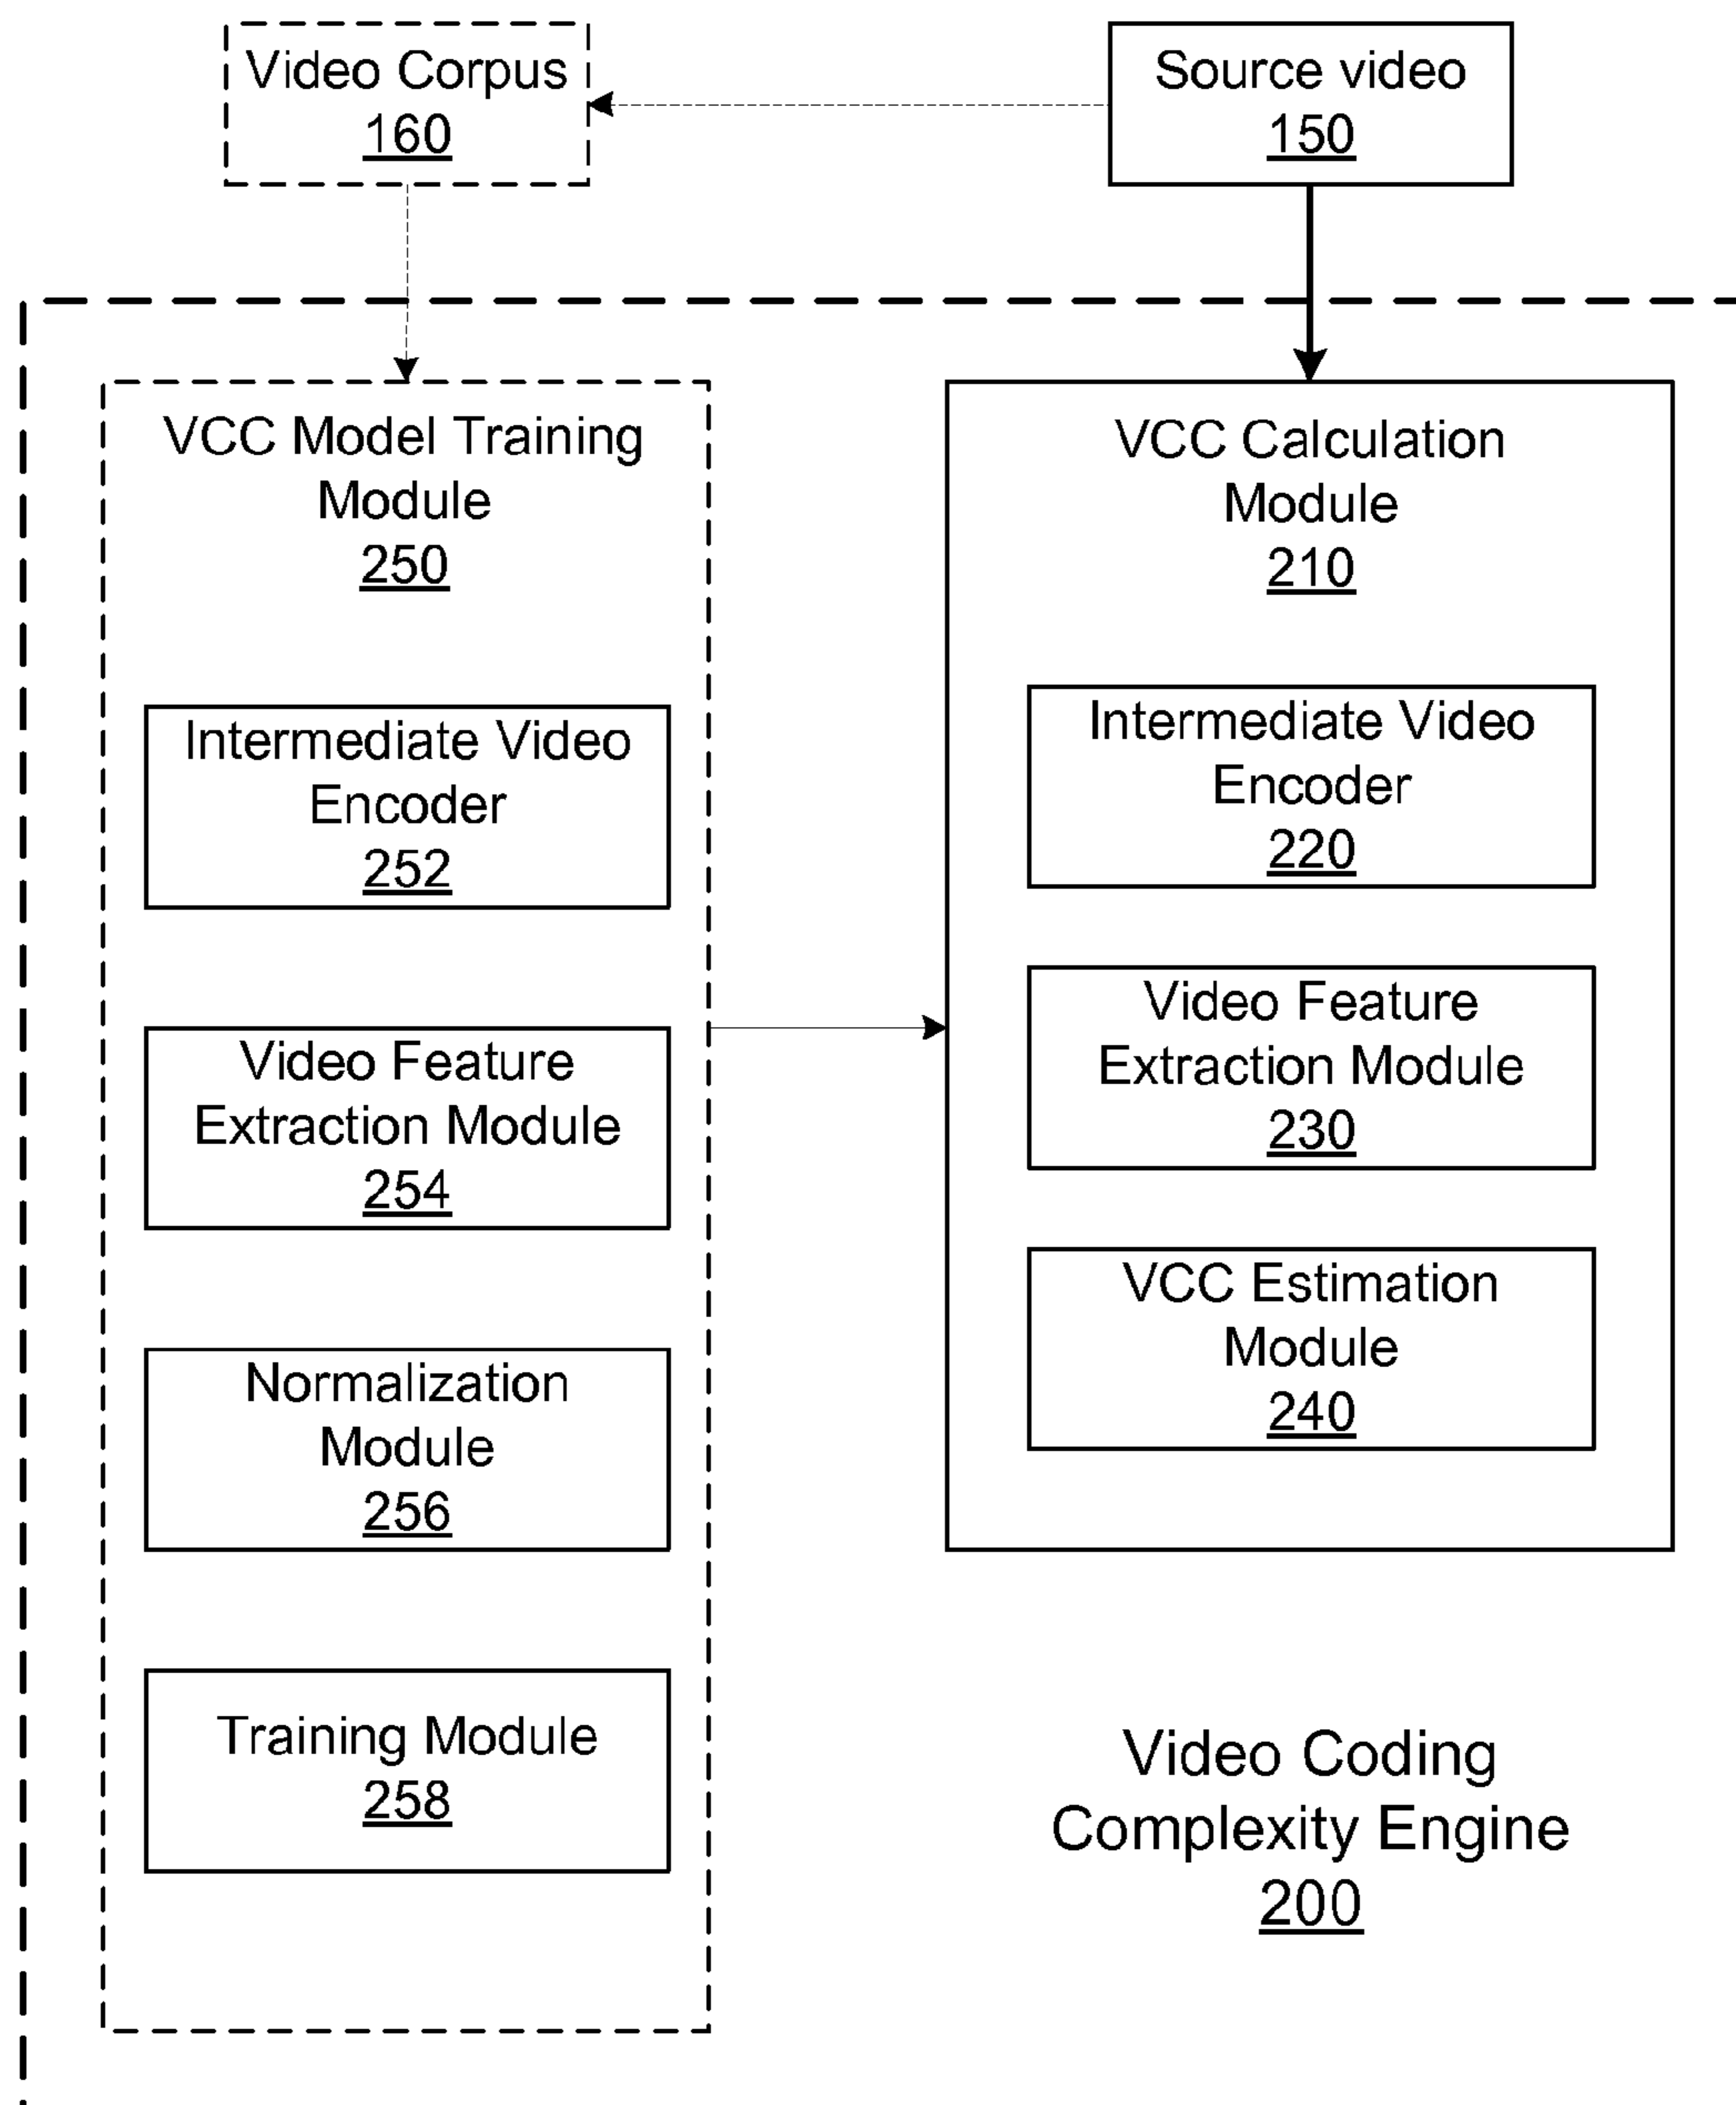 Video Corpus
160
Source video
150
VCC Model Training
Module
250
Intermediate Video
Encoder
252
Video Feature
Extraction Module
254
Normalization
Module
256
Training Module
258
VCC Calculation
Module
210
Intermediate Video
Encoder
220
Video Feature
Extraction Module
230
VCC Estimation
Module
240
Video Coding
Complexity Engine
200